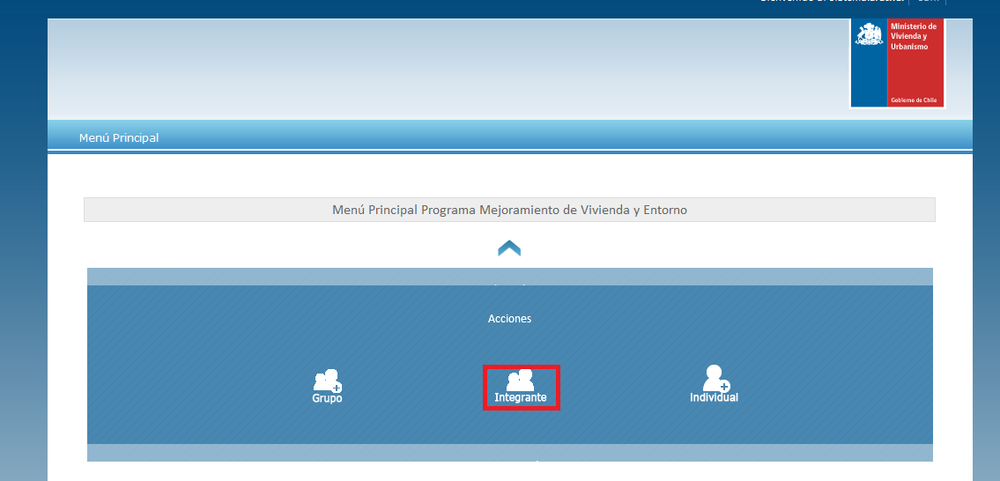 Ministerio de
Vivienda y
Urbanismo
Gobierno de Chile
Menú Principal
Menú Principal Programa Mejoramiento de Vivienda y Entorno
Acciones
Grupo
Integrante
Individual